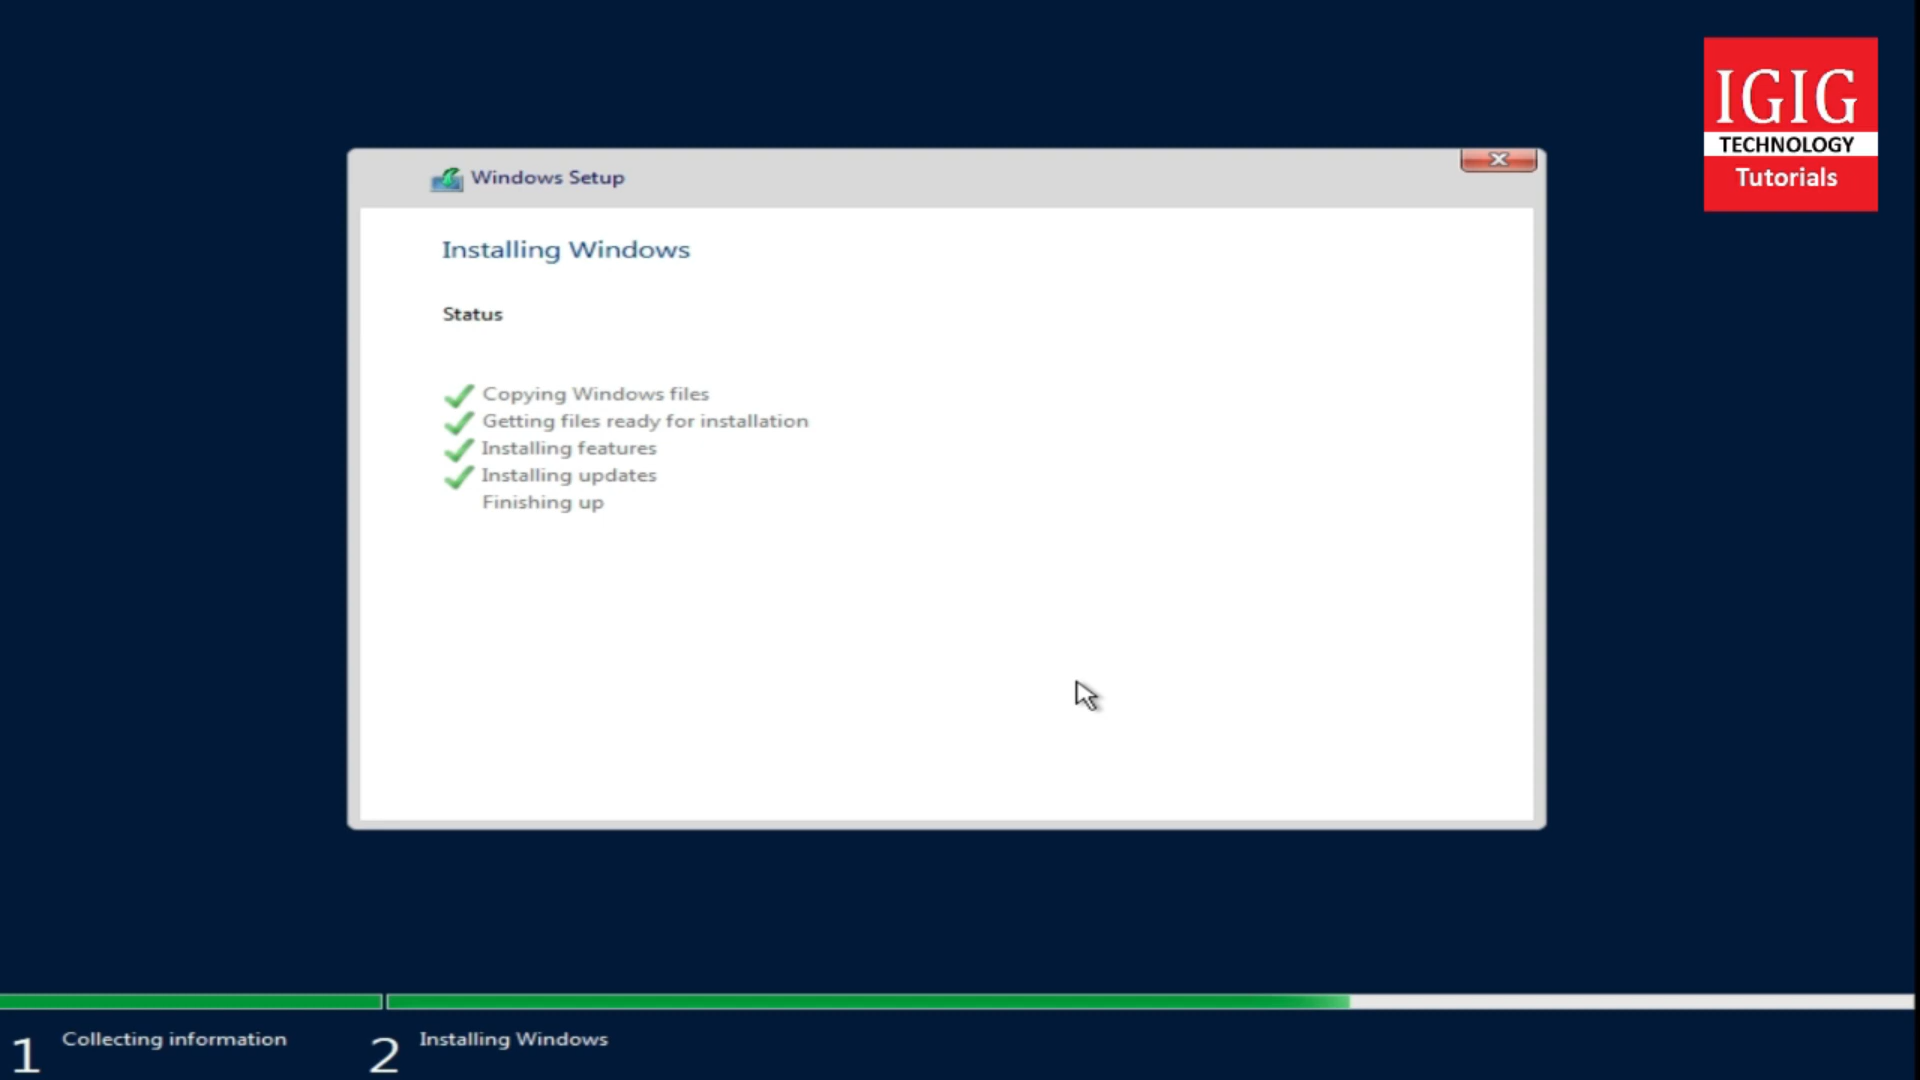 IGIG
TECHNOLOGY
Tutorials
Windows Setup
Installing Windows
Status
Copying Windows files
Getting files ready for installation
Installing features
Installing updates
Finishing up
1 Collecting information
2 Installing Windows